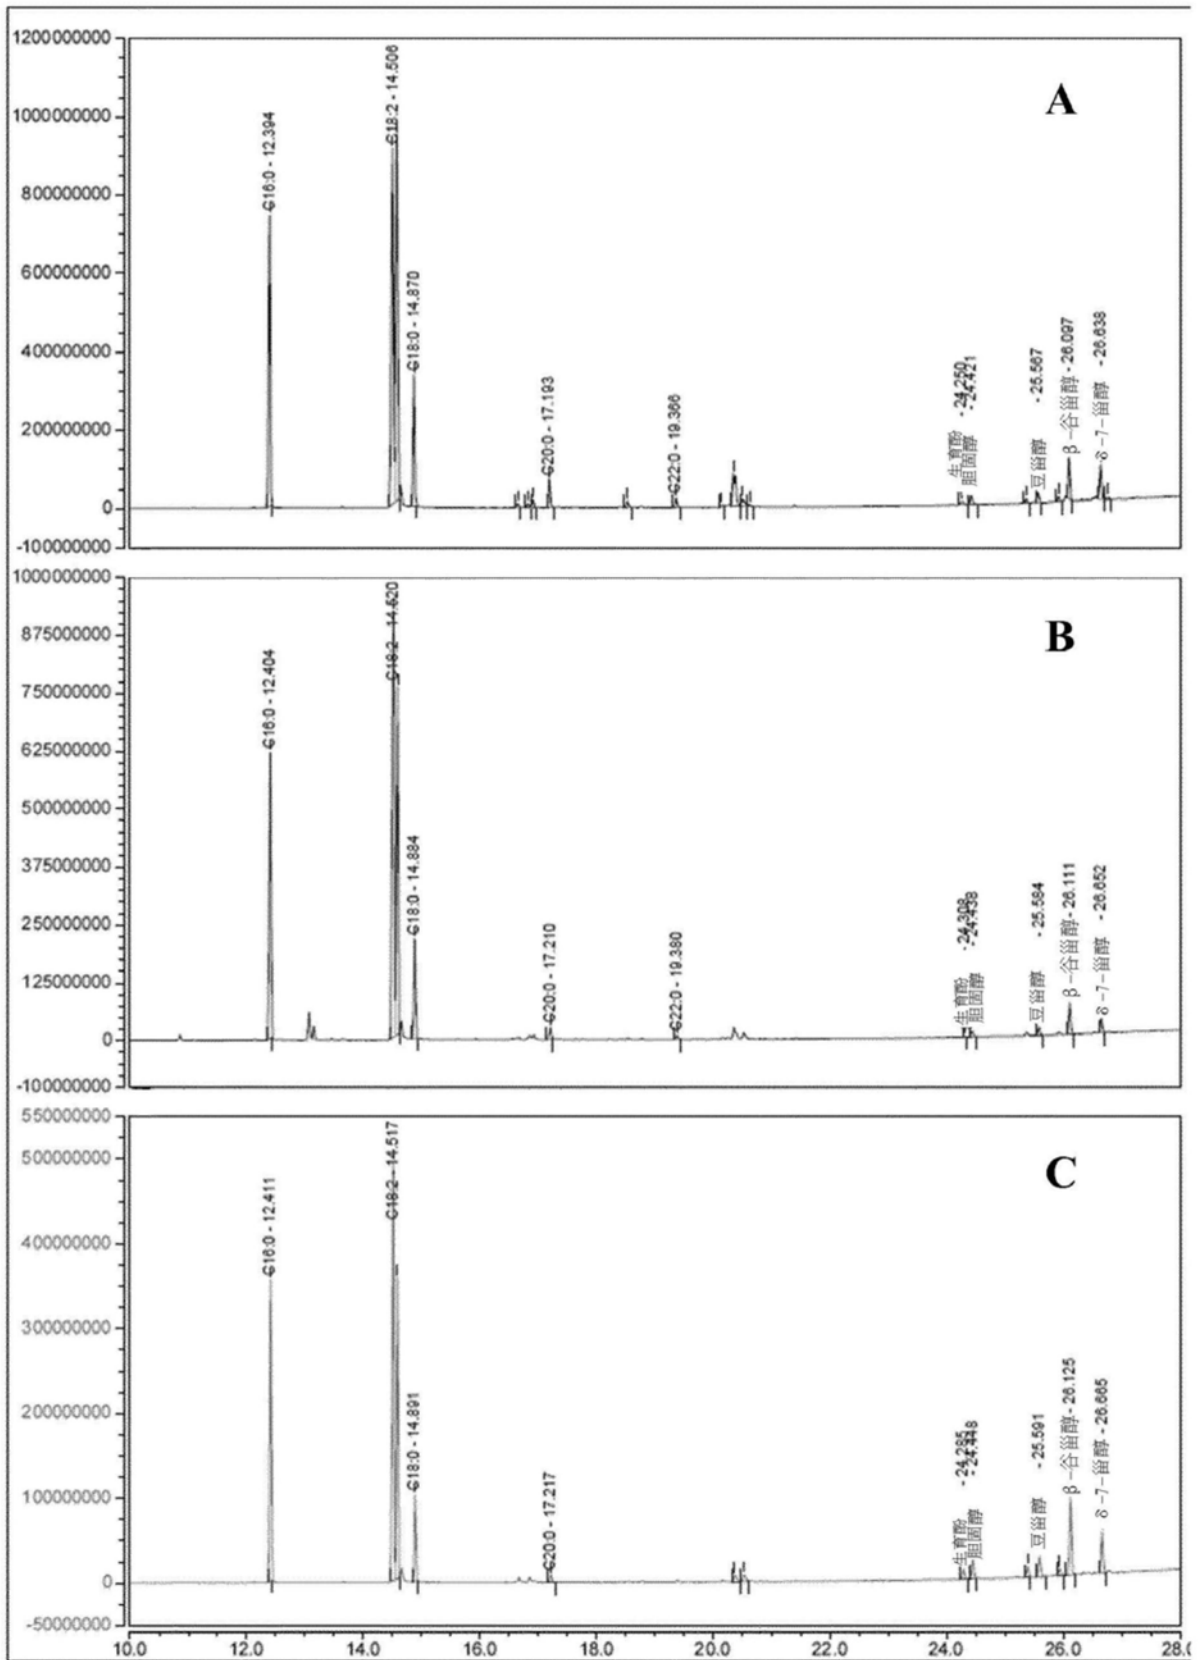 1200000000
1000000000
800000000
600000000
400000000
200000000
0
-100000000
A
C16:0 - 12.394
C18:2 - 14.506
C18:0 - 14.870
C20:0 - 17.193
C22:0 - 19.366
生育酚 - 24.250
胆固醇 - 24.421
豆甾醇 - 25.567
β-谷甾醇 - 26.097
δ-7-甾醇 - 26.638
1000000000
875000000
750000000
625000000
500000000
375000000
250000000
125000000
0
-100000000
B
C16:0 - 12.404
C18:2 - 14.520
C18:0 - 14.884
C20:0 - 17.210
C22:0 - 19.380
生育酚 - 24.308
胆固醇 - 24.438
豆甾醇 - 25.584
β-谷甾醇 - 26.111
δ-7-甾醇 - 26.652
550000000
500000000
400000000
300000000
200000000
100000000
0
-50000000
C
C16:0 - 12.411
C18:2 - 14.517
C18:0 - 14.891
C20:0 - 17.217
生育酚 - 24.285
胆固醇 - 24.448
豆甾醇 - 25.591
β-谷甾醇 - 26.125
δ-7-甾醇 - 26.665
10.0 12.0 14.0 16.0 18.0 20.0 22.0 24.0 26.0 28.0